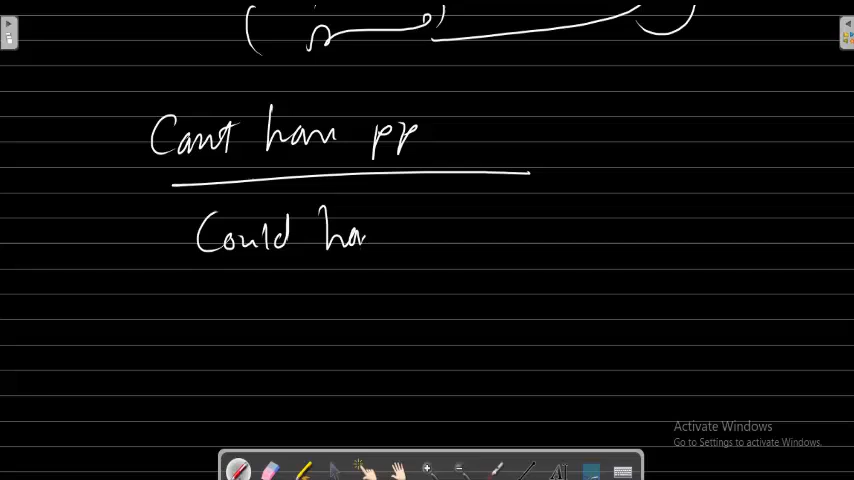 Cant have pp
Could ha
Activate Windows
Go to Settings to activate Windows.